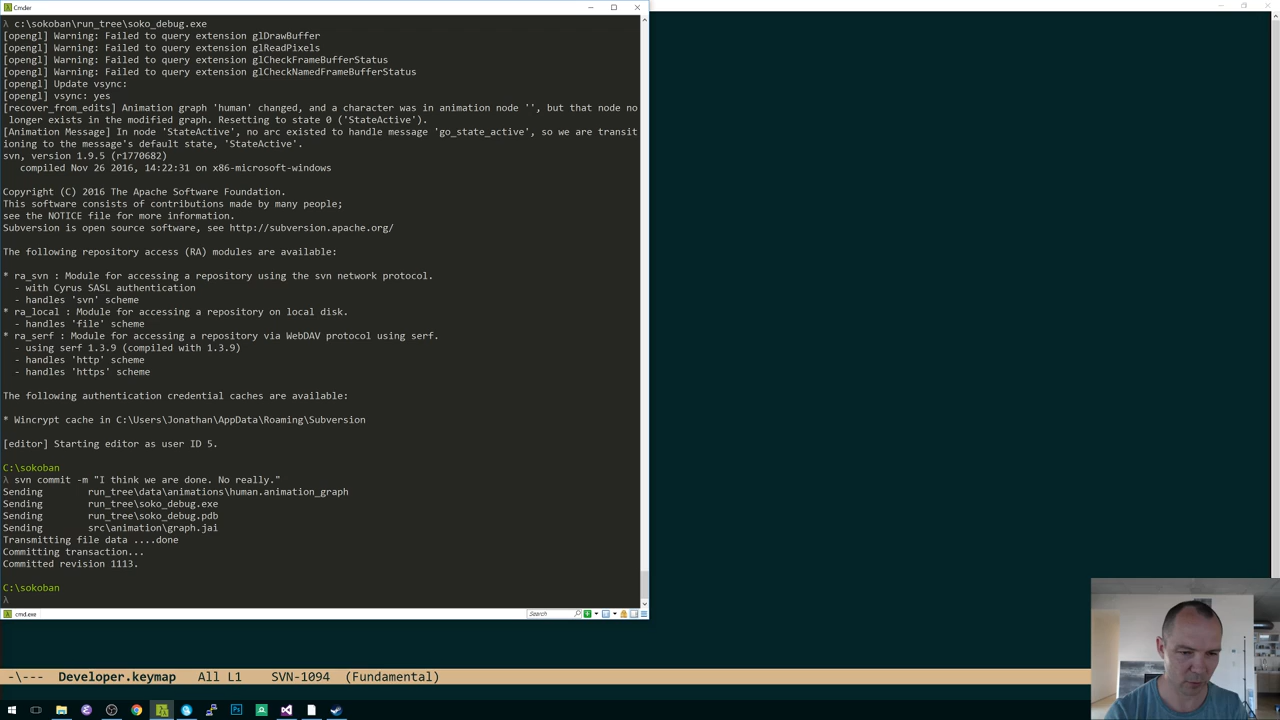 Cmder
λ c:\sokoban\run_tree\soko_debug.exe
[opengl] Warning: Failed to query extension glDrawBuffer
[opengl] Warning: Failed to query extension glReadPixels
[opengl] Warning: Failed to query extension glCheckFrameBufferStatus
[opengl] Warning: Failed to query extension glCheckNamedFrameBufferStatus
[opengl] Update vsync:
[opengl] vsync: yes
[recover_from_edits] Animation graph 'human' changed, and a character was in animation node '', but that node no
 longer exists in the modified graph. Resetting to state 0 ('StateActive').
[Animation Message] In node 'StateActive', no arc existed to handle message 'go_state_active', so we are transit
ioning to the message's default state, 'StateActive'.
svn, version 1.9.5 (r1770682)
   compiled Nov 26 2016, 14:22:31 on x86-microsoft-windows
Copyright (C) 2016 The Apache Software Foundation.
This software consists of contributions made by many people;
see the NOTICE file for more information.
Subversion is open source software, see http://subversion.apache.org/
The following repository access (RA) modules are available:
* ra_svn : Module for accessing a repository using the svn network protocol.
  - with Cyrus SASL authentication
  - handles 'svn' scheme
* ra_local : Module for accessing a repository on local disk.
  - handles 'file' scheme
* ra_serf : Module for accessing a repository via WebDAV protocol using serf.
  - using serf 1.3.9 (compiled with 1.3.9)
  - handles 'http' scheme
  - handles 'https' scheme
The following authentication credential caches are available:
* Wincrypt cache in C:\Users\Jonathan\AppData\Roaming\Subversion
[editor] Starting editor as user ID 5.
C:\sokoban
λ svn commit -m "I think we are done. No really."
Sending        run_tree\data\animations\human.animation_graph
Sending        run_tree\soko_debug.exe
Sending        run_tree\soko_debug.pdb
Sending        src\animation\graph.jai
Transmitting file data ....done
Committing transaction...
Committed revision 1113.
C:\sokoban
λ
cmd.exe
Search
-\--- Developer.keymap All L1 SVN-1094 (Fundamental)